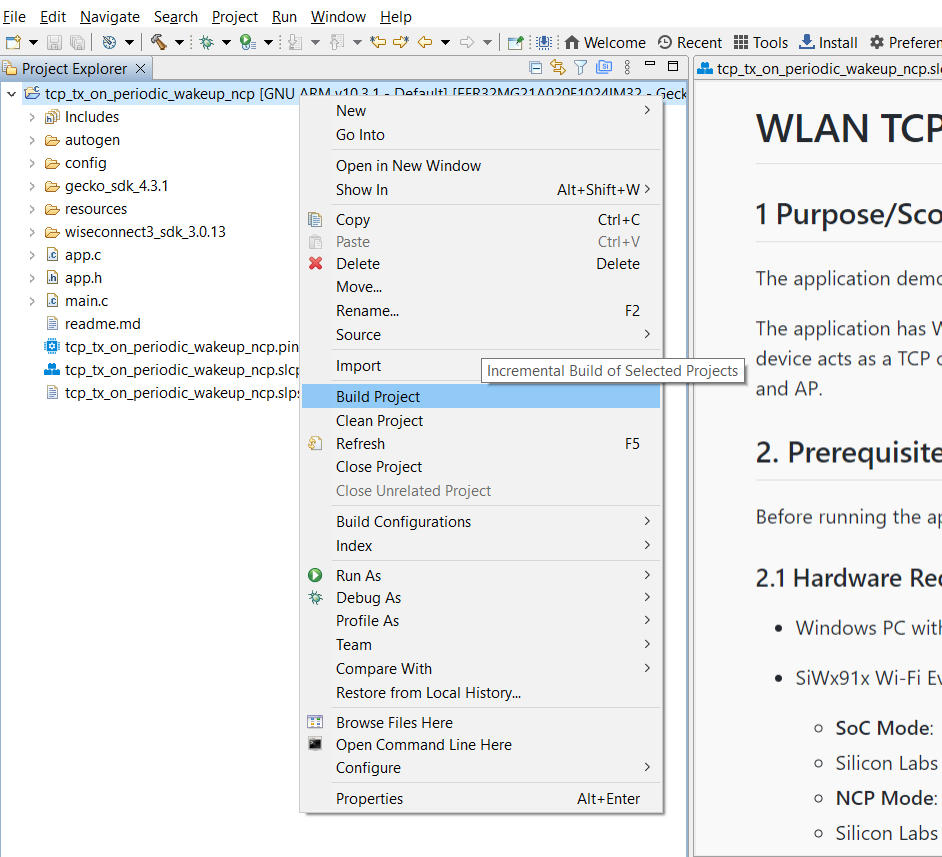 File Edit Navigate Search Project Run Window Help
Welcome Recent Tools Install Preferen
Project Explorer
tcp_tx_on_periodic_wakeup_ncp.sl
tcp_tx_on_periodic_wakeup_ncp [GNU ARM v10.3.1 - Default] [EFR32MG21A020F1024IM32 - Geck
Includes
autogen
config
gecko_sdk_4.3.1
resources
wiseconnect3_sdk_3.0.13
app.c
app.h
main.c
readme.md
tcp_tx_on_periodic_wakeup_ncp.pin
tcp_tx_on_periodic_wakeup_ncp.slcp
tcp_tx_on_periodic_wakeup_ncp.slps
New
Go Into
Open in New Window
Show In Alt+Shift+W
Copy Ctrl+C
Paste Ctrl+V
Delete Delete
Move...
Rename... F2
Source
Import
Incremental Build of Selected Projects
Build Project
Clean Project
Refresh F5
Close Project
Close Unrelated Project
Build Configurations
Index
Run As
Debug As
Profile As
Team
Compare With
Restore from Local History...
Browse Files Here
Open Command Line Here
Configure
Properties Alt+Enter
WLAN TCP
1 Purpose/Sco
The application demo
The application has W
device acts as a TCP c
and AP.
2. Prerequisite
Before running the ap
2.1 Hardware Rec
Windows PC with
SiWx91x Wi-Fi Ev
SoC Mode:
Silicon Labs
NCP Mode:
Silicon Labs